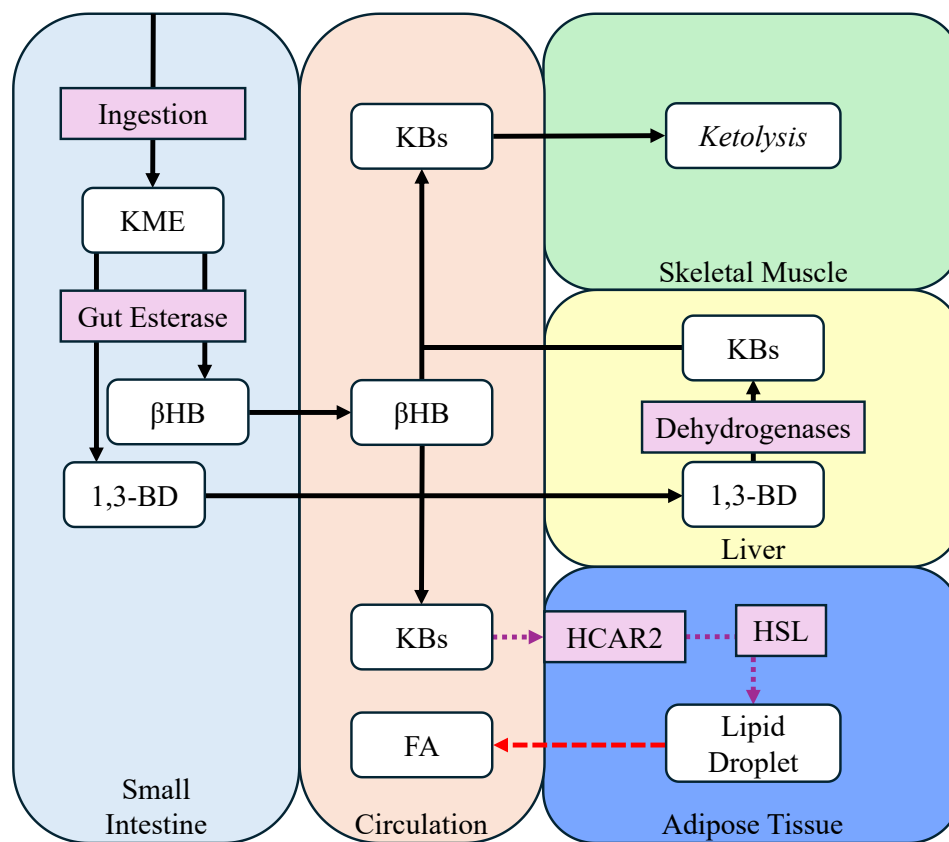 Ingestion
KME
Gut Esterase
βHB
1,3-BD
Small
Intestine
KBs
βHB
KBs
FA
Circulation
Ketolysis
Skeletal Muscle
KBs
Dehydrogenases
1,3-BD
Liver
HCAR2
HSL
Lipid
Droplet
Adipose Tissue